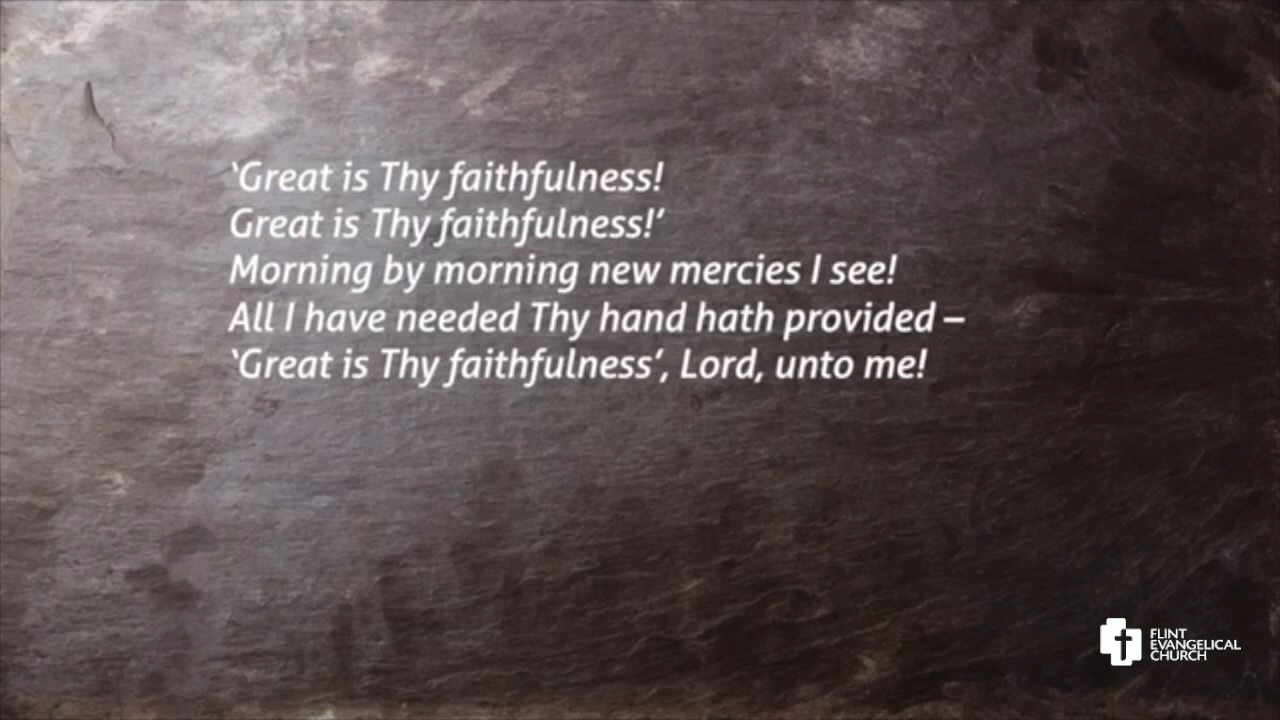 ‘Great is Thy faithfulness!
Great is Thy faithfulness!’
Morning by morning new mercies I see!
All I have needed Thy hand hath provided –
‘Great is Thy faithfulness’, Lord, unto me!
FLINT
EVANGELICAL
CHURCH